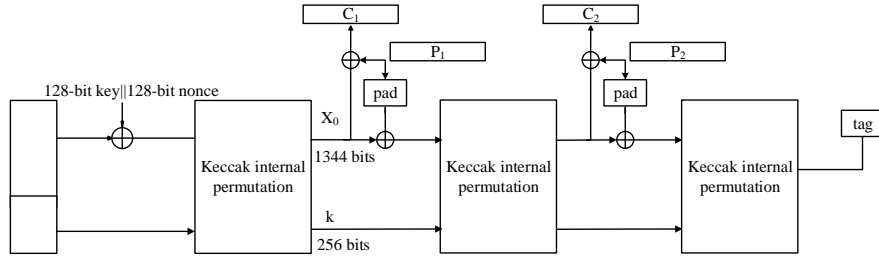 C1
C2
P1
P2
128-bit key||128-bit nonce
pad
pad
X0
tag
Keccak internal
permutation
1344 bits
Keccak internal
permutation
Keccak internal
permutation
k
256 bits